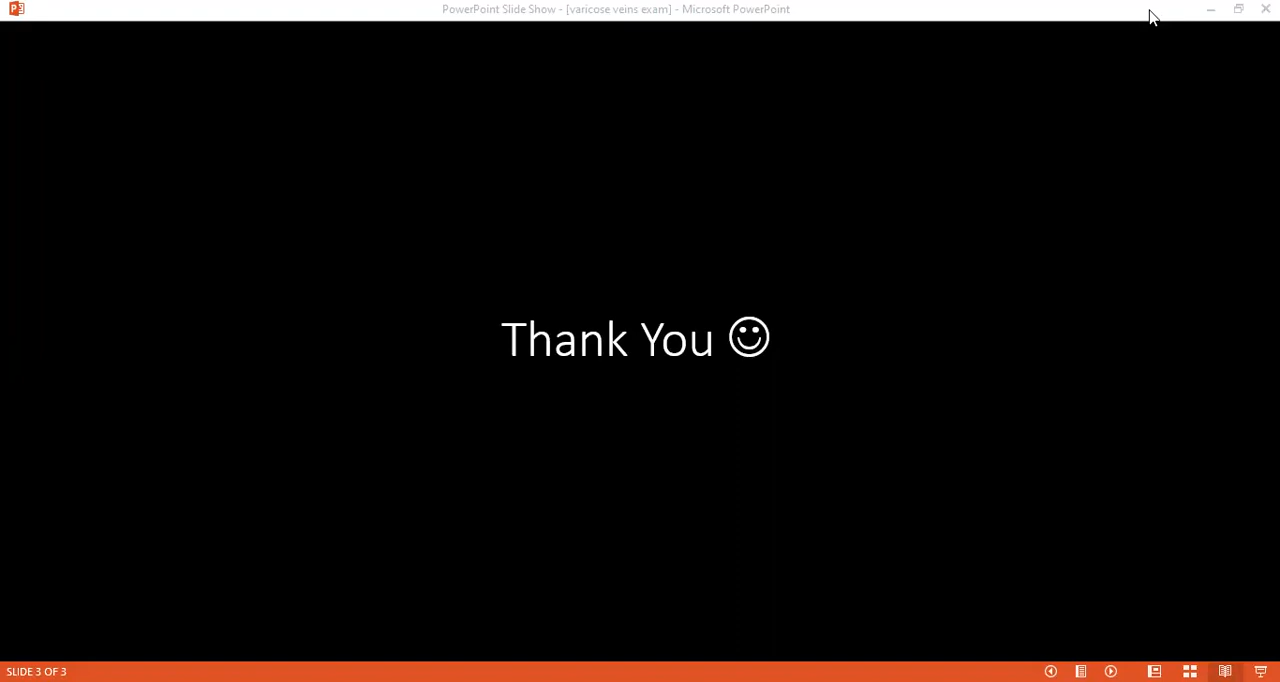 PowerPoint Slide Show - [varicose veins exam] - Microsoft PowerPoint
Thank You ☺
SLIDE 3 OF 3